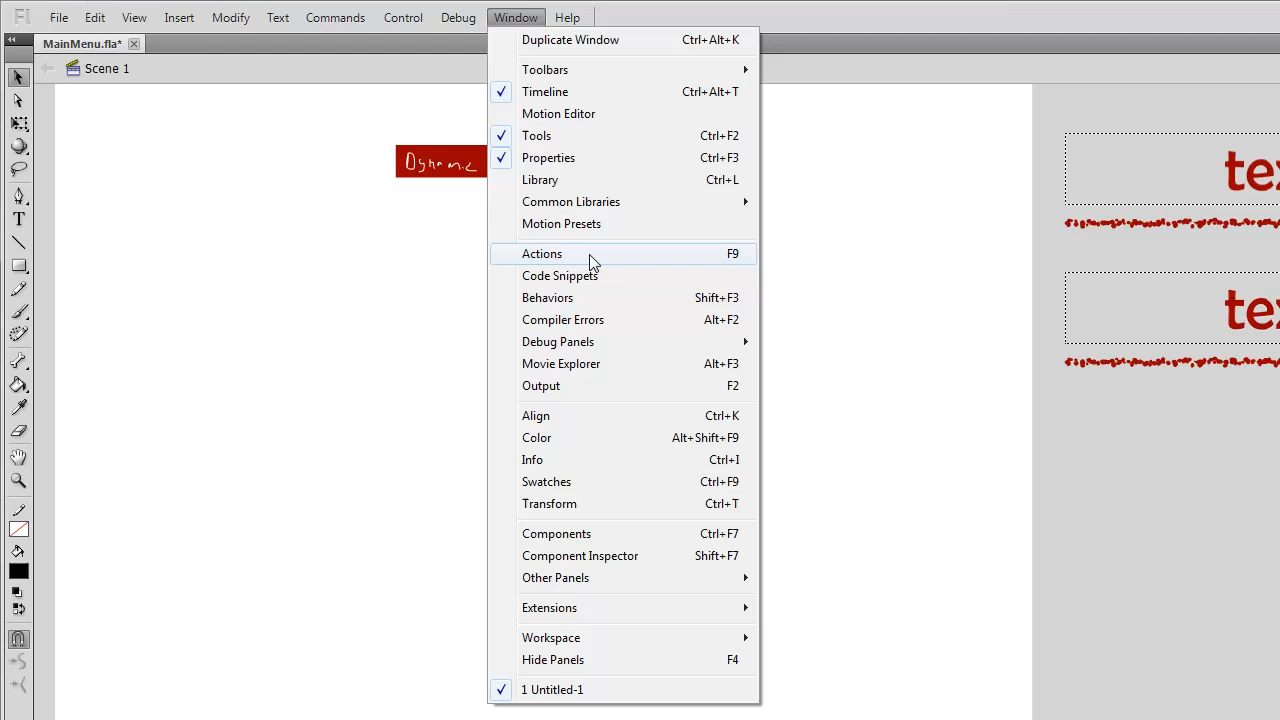 Fl File Edit View Insert Modify Text Commands Control Debug Window Help
MainMenu.fla*
Scene 1
Duplicate Window Ctrl+Alt+K
Toolbars
Timeline Ctrl+Alt+T
Motion Editor
Tools Ctrl+F2
Properties Ctrl+F3
Library Ctrl+L
Common Libraries
Motion Presets
Actions F9
Code Snippets
Behaviors Shift+F3
Compiler Errors Alt+F2
Debug Panels
Movie Explorer Alt+F3
Output F2
Align Ctrl+K
Color Alt+Shift+F9
Info Ctrl+I
Swatches Ctrl+F9
Transform Ctrl+T
Components Ctrl+F7
Component Inspector Shift+F7
Other Panels
Extensions
Workspace
Hide Panels F4
1 Untitled-1
Dynamic